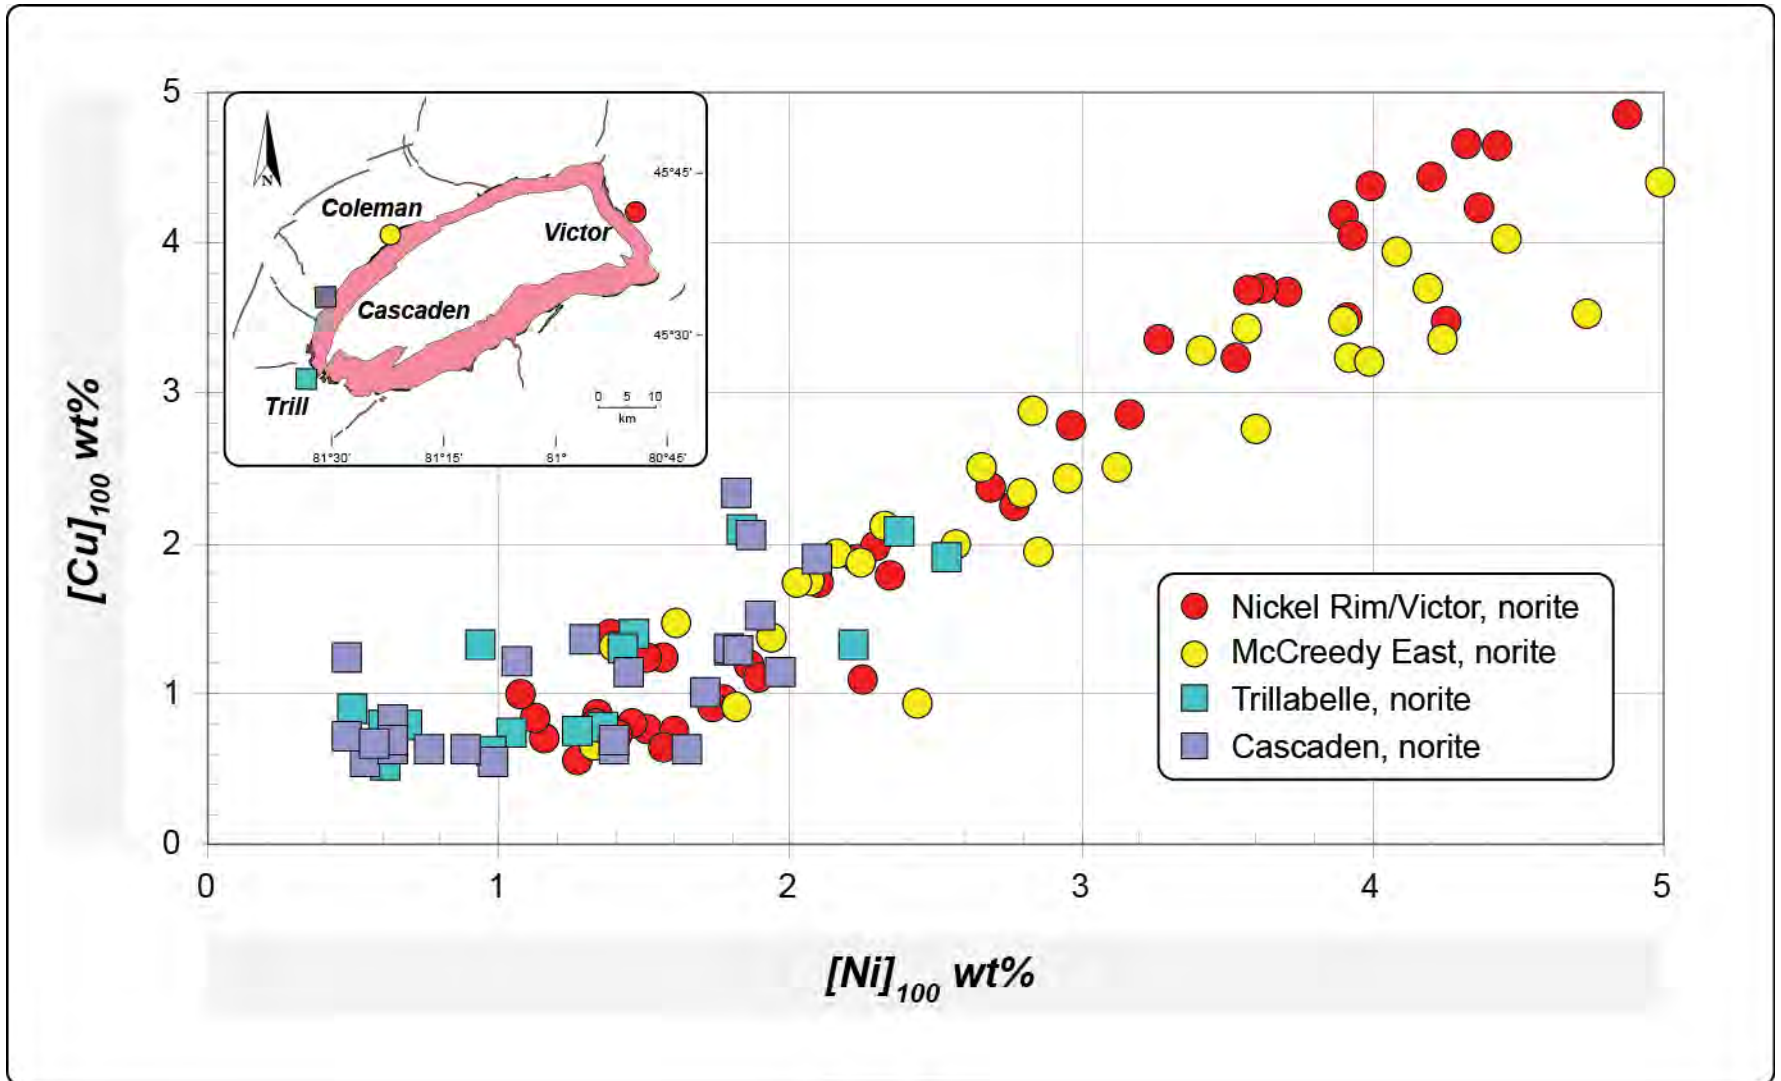 5
4
3
2
1
0
[Cu]100 wt%
N
Coleman
Victor
Cascaden
Trill
45°45'
45°30'
0 5 10
km
81°30' 81°15' 81° 80°45'
Nickel Rim/Victor, norite
McCreedy East, norite
Trillabelle, norite
Cascaden, norite
0 1 2 3 4 5
[Ni]100 wt%